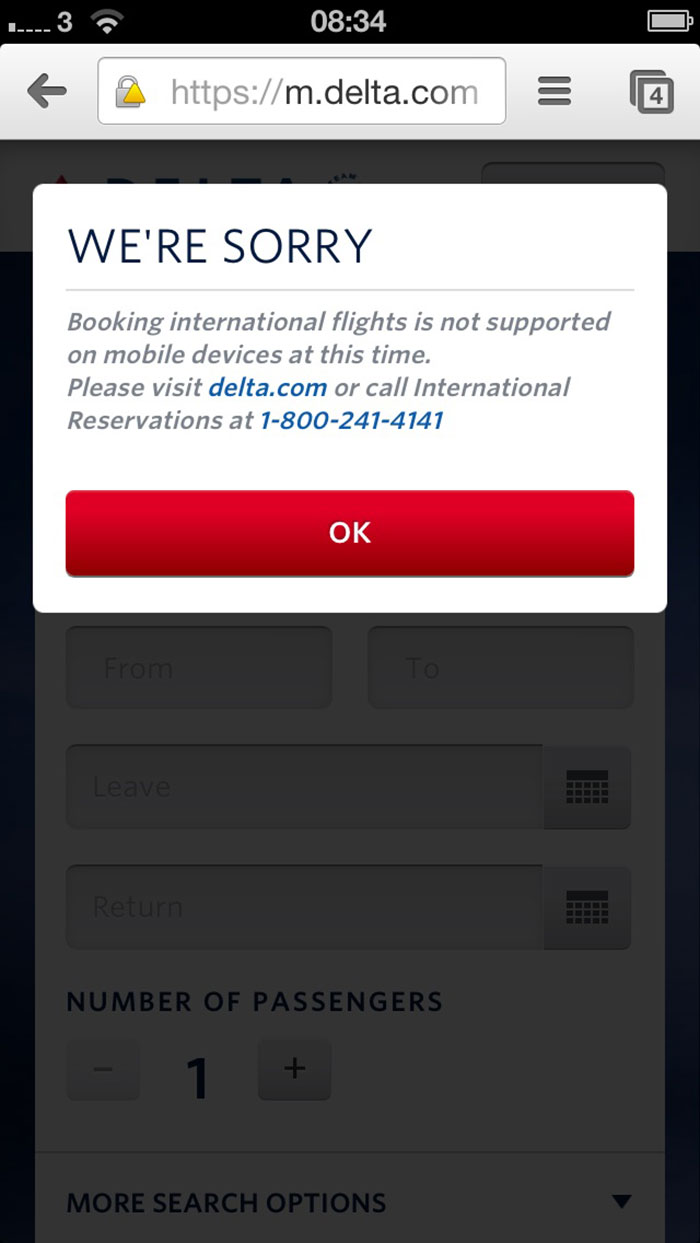 3 08:34
https://m.delta.com 4
WE'RE SORRY
Booking international flights is not supported
on mobile devices at this time.
Please visit delta.com or call International
Reservations at 1-800-241-4141
OK
From To
Leave
Return
NUMBER OF PASSENGERS
− 1 +
MORE SEARCH OPTIONS